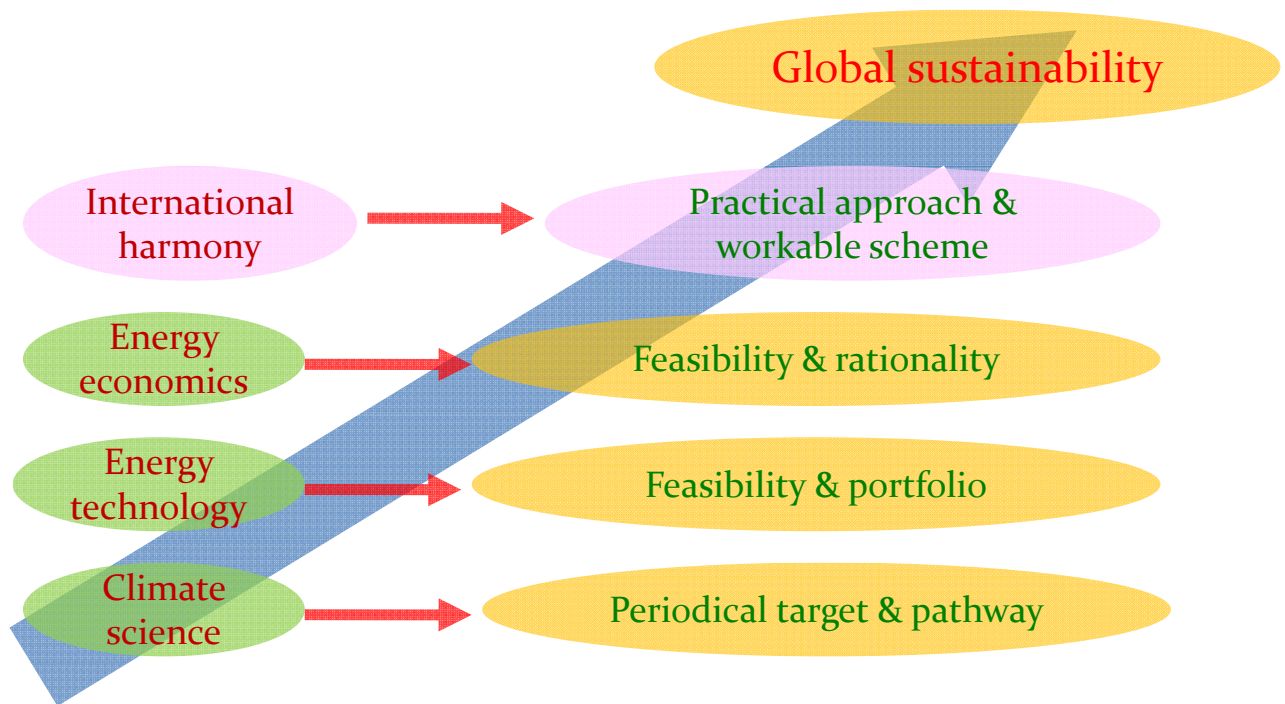 Global sustainability
International
harmony
Practical approach &
workable scheme
Energy
economics
Feasibility & rationality
Energy
technology
Feasibility & portfolio
Climate
science
Periodical target & pathway